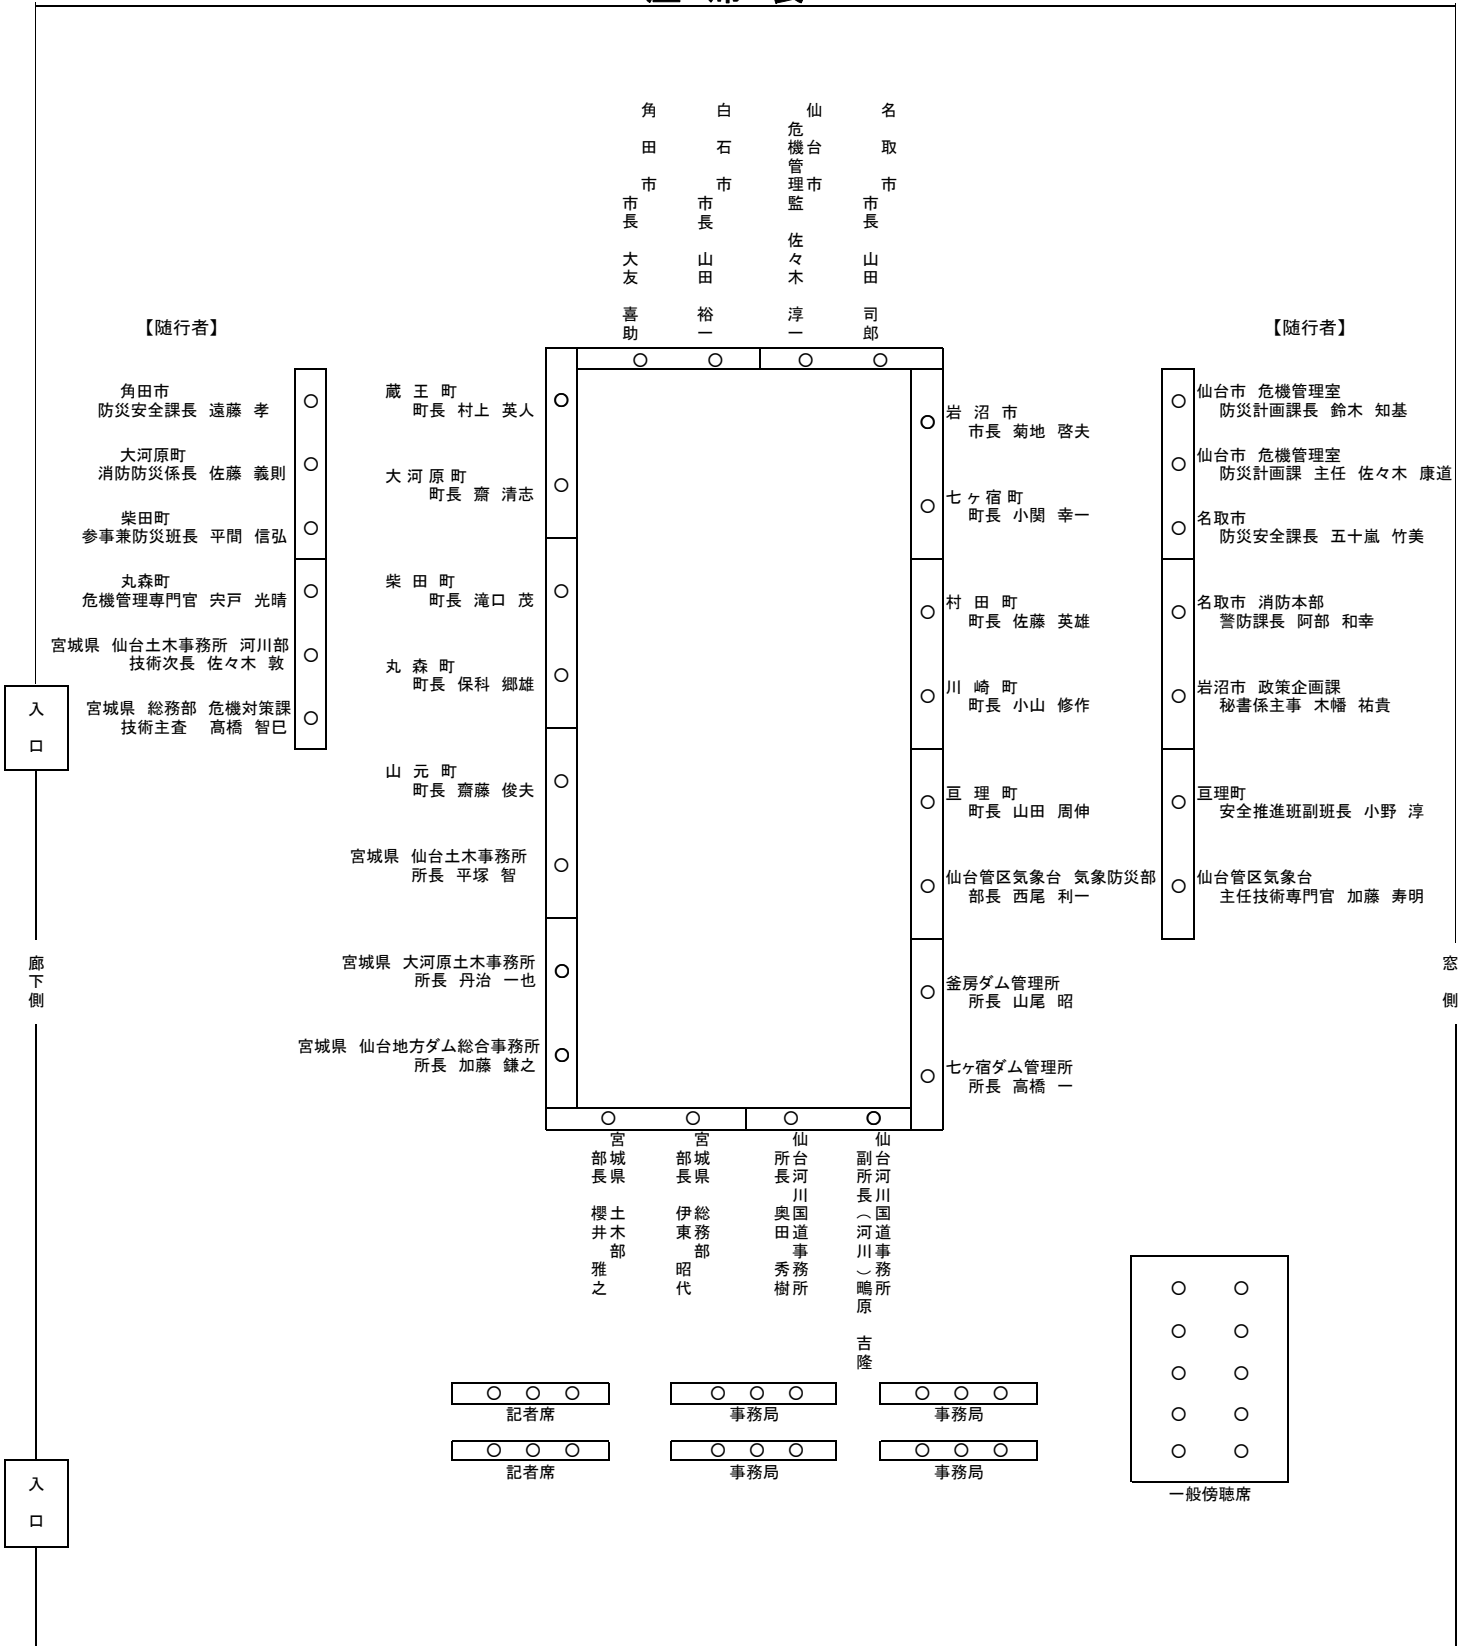 座 席 表
角 田 市
市長 大友 喜助
白 石 市
市長 山田 裕一
仙 台 市
危機管理監 佐々木 淳一
名 取 市
市長 山田 司郎
【随行者】
角田市
防災安全課長 遠藤 孝
大河原町
消防防災係長 佐藤 義則
柴田町
参事兼防災班長 平間 信弘
丸森町
危機管理専門官 宍戸 光晴
宮城県 仙台土木事務所 河川部
技術次長 佐々木 敦
宮城県 総務部 危機対策課
技術主査 髙橋 智巳
蔵 王 町
町長 村上 英人
大 河 原 町
町長 齋 清志
柴 田 町
町長 滝口 茂
丸 森 町
町長 保科 郷雄
山 元 町
町長 齋藤 俊夫
宮城県 仙台土木事務所
所長 平塚 智
宮城県 大河原土木事務所
所長 丹治 一也
宮城県 仙台地方ダム総合事務所
所長 加藤 鎌之
岩 沼 市
市長 菊地 啓夫
七 ヶ 宿 町
町長 小関 幸一
村 田 町
町長 佐藤 英雄
川 崎 町
町長 小山 修作
亘 理 町
町長 山田 周伸
仙台管区気象台 気象防災部
部長 西尾 利一
釜房ダム管理所
所長 山尾 昭
七ヶ宿ダム管理所
所長 高橋 一
【随行者】
仙台市 危機管理室
防災計画課長 鈴木 知基
仙台市 危機管理室
防災計画課 主任 佐々木 康道
名取市
防災安全課長 五十嵐 竹美
名取市 消防本部
警防課長 阿部 和幸
岩沼市 政策企画課
秘書係主事 木幡 祐貴
亘理町
安全推進班副班長 小野 淳
仙台管区気象台
主任技術専門官 加藤 寿明
入口
廊下側
窓 側
宮城県 土木部
部長 櫻井 雅之
宮城県 総務部
部長 伊東 昭代
仙台河川国道事務所
所長 奥田 秀樹
仙台河川国道事務所
副所長（河川）鴫原 吉隆
記者席
事務局
事務局
記者席
事務局
事務局
一般傍聴席
入口